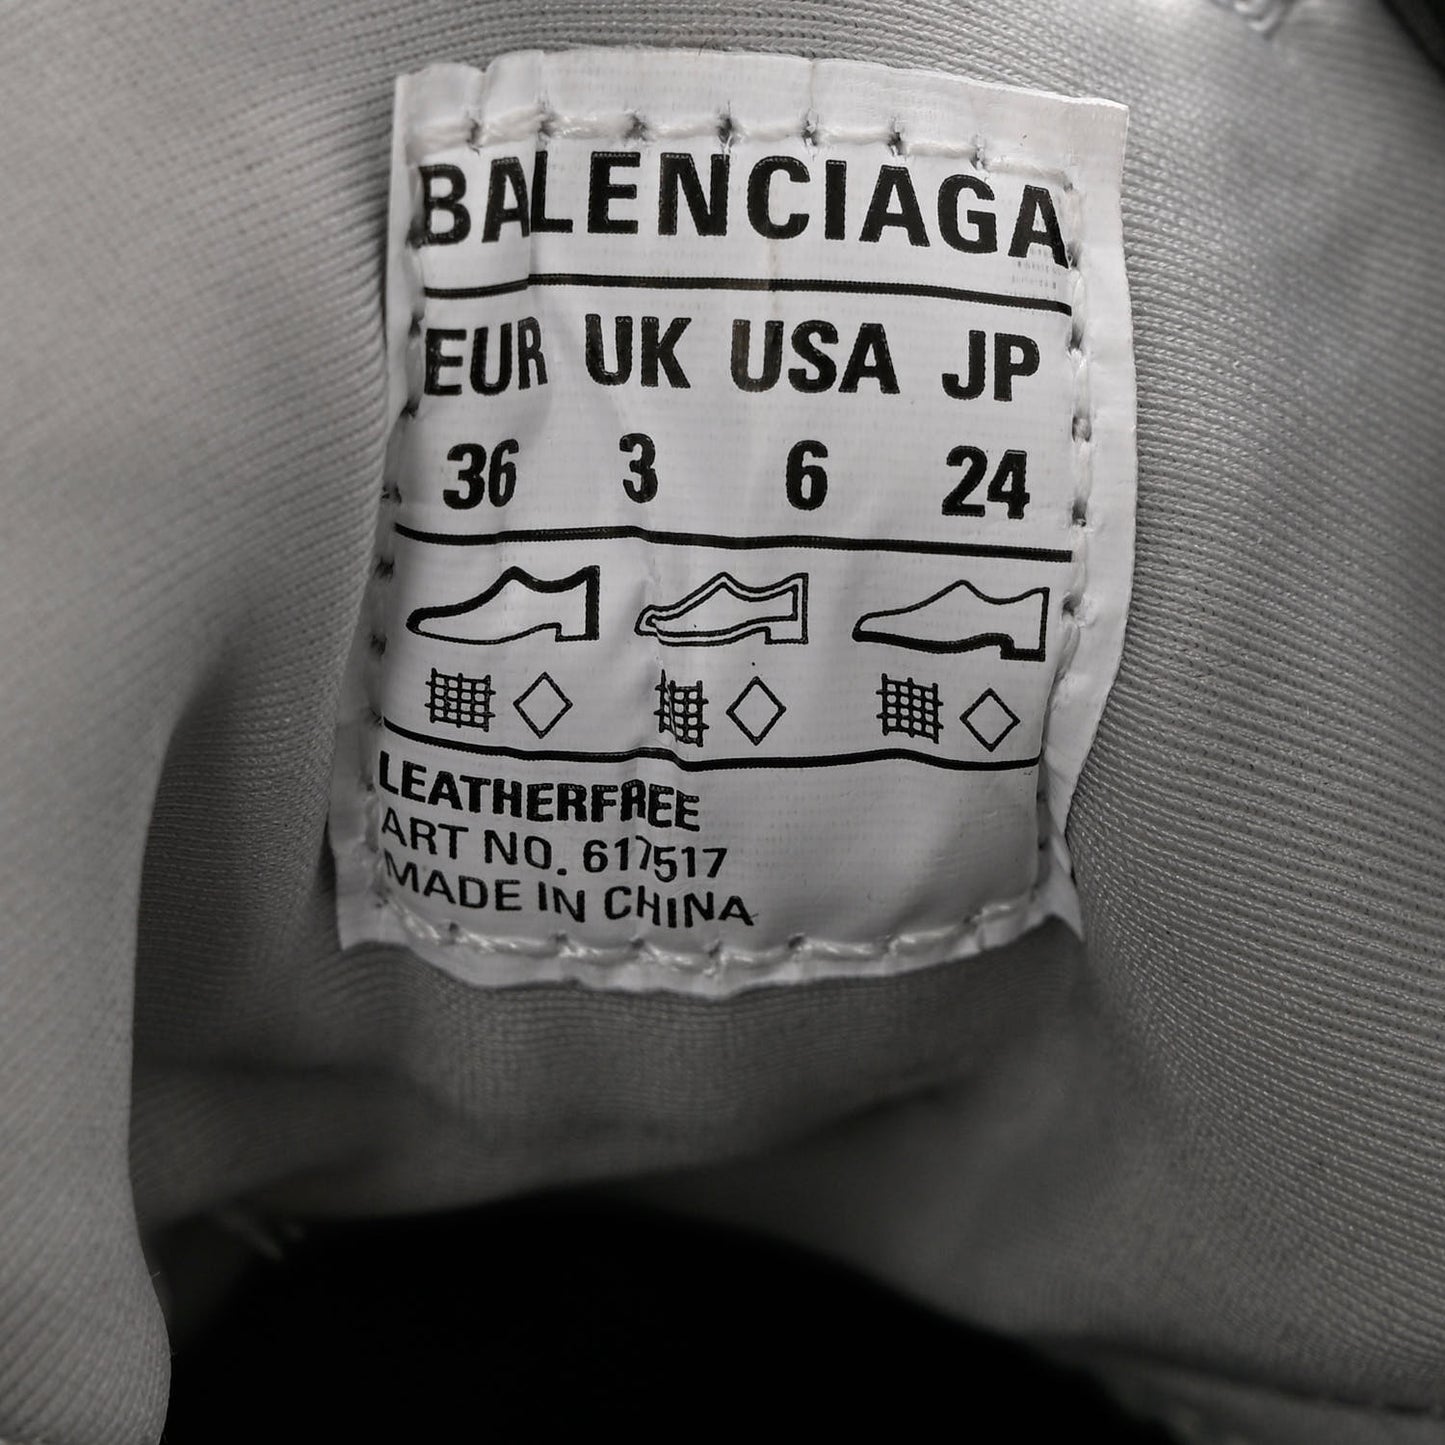 BALENCIAGA
EUR UK USA JP
36 3 6 24
LEATHERFREE
ART NO. 617517
MADE IN CHINA